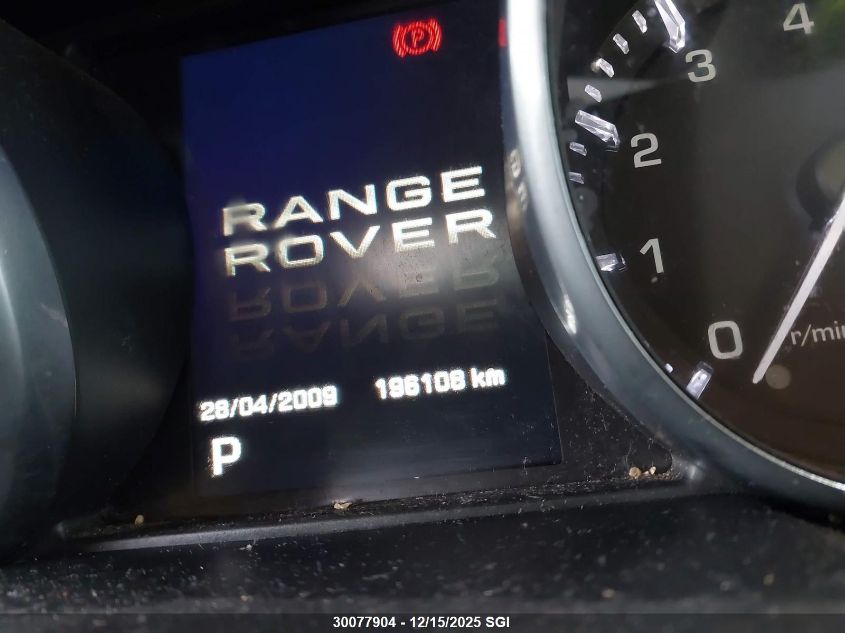 P
RANGE
ROVER
28/04/2009 196108 km
P
4
3
2
1
0
r/min
30077904 - 12/15/2025 SGI